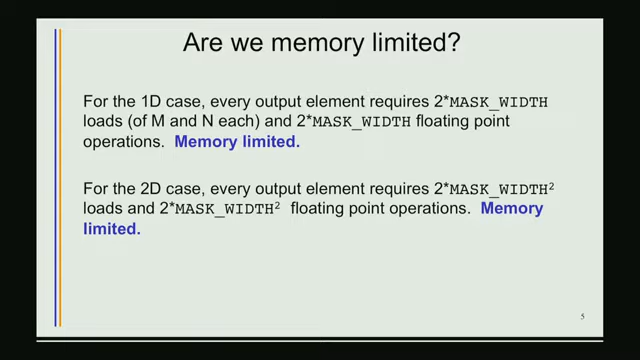 Are we memory limited?
For the 1D case, every output element requires 2*MASK_WIDTH
loads (of M and N each) and 2*MASK_WIDTH floating point
operations. Memory limited.
For the 2D case, every output element requires 2*MASK_WIDTH²
loads and 2*MASK_WIDTH² floating point operations. Memory
limited.
5